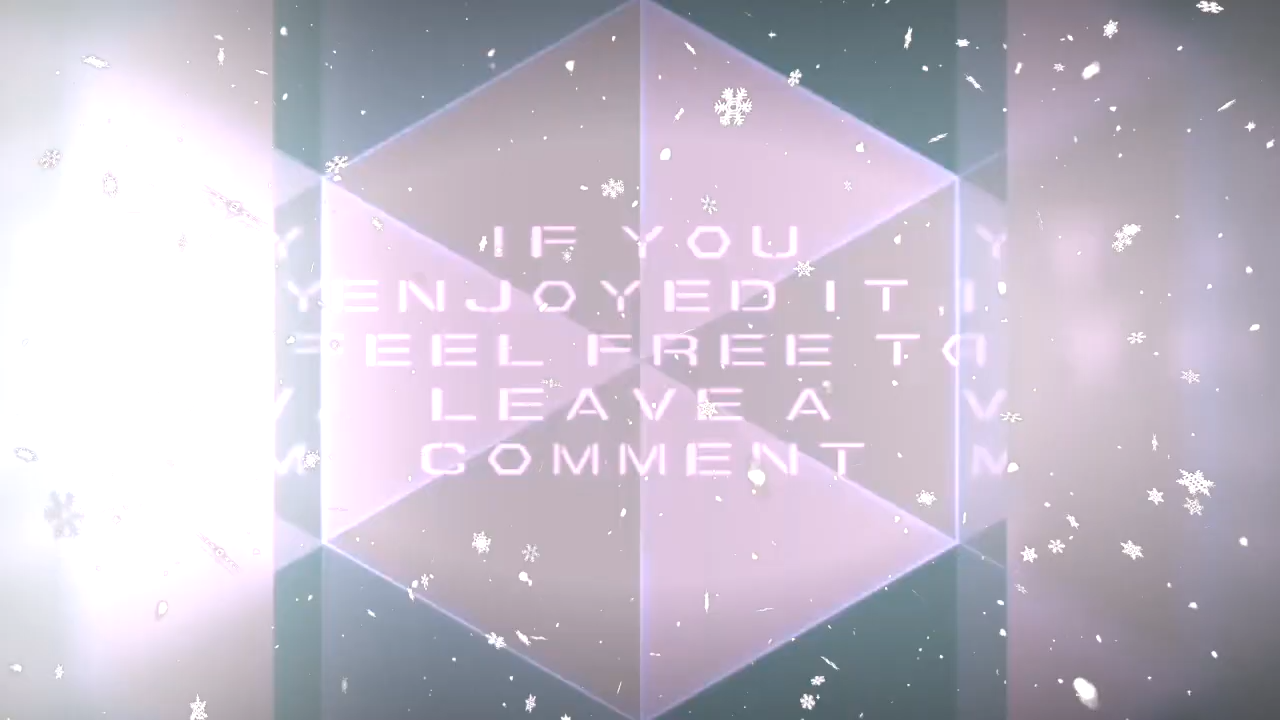 IF YOU
ENJOYED IT
FEEL FREE TO
LEAVE A
COMMENT